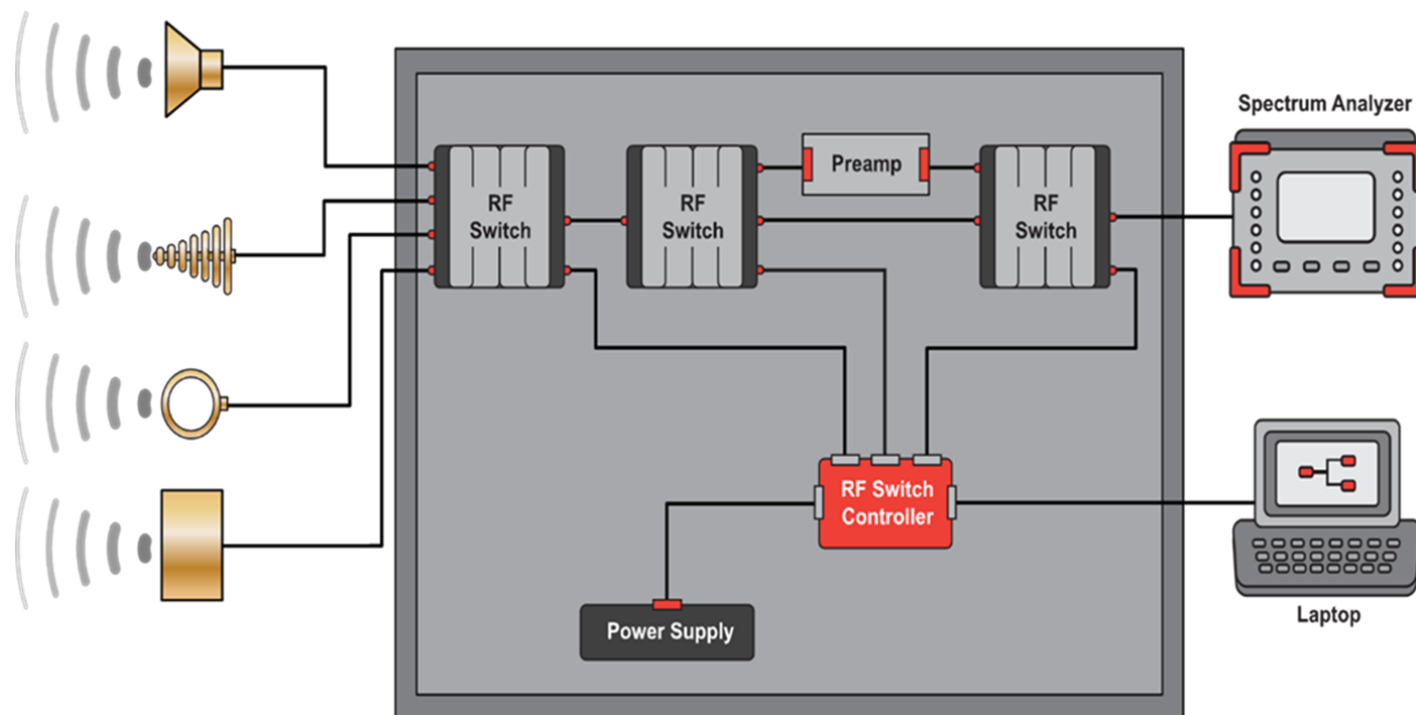 Spectrum Analyzer
Preamp
RF
Switch
RF
Switch
RF
Switch
RF Switch
Controller
Power Supply
Laptop